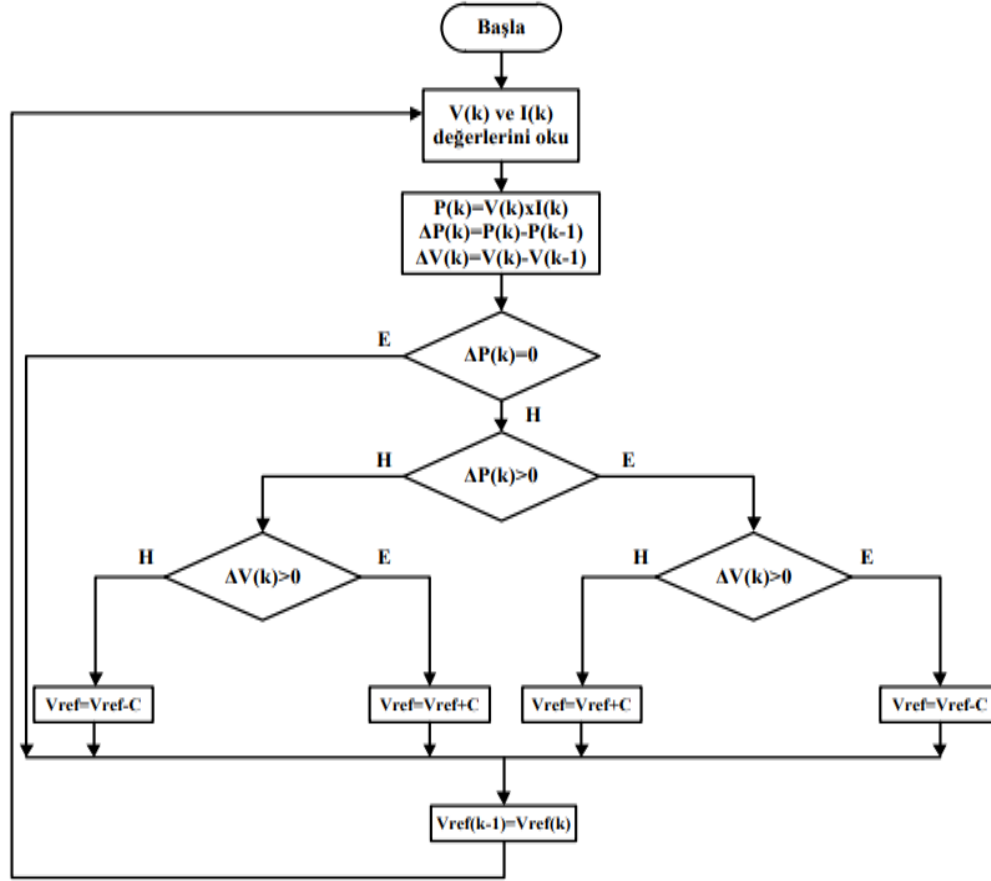 Başla
V(k) ve I(k)
değerlerini oku
P(k)=V(k)xI(k)
ΔP(k)=P(k)-P(k-1)
ΔV(k)=V(k)-V(k-1)
E
ΔP(k)=0
H
H
ΔP(k)>0
E
H
ΔV(k)>0
E
H
ΔV(k)>0
E
Vref=Vref-C
Vref=Vref+C
Vref=Vref+C
Vref=Vref-C
Vref(k-1)=Vref(k)